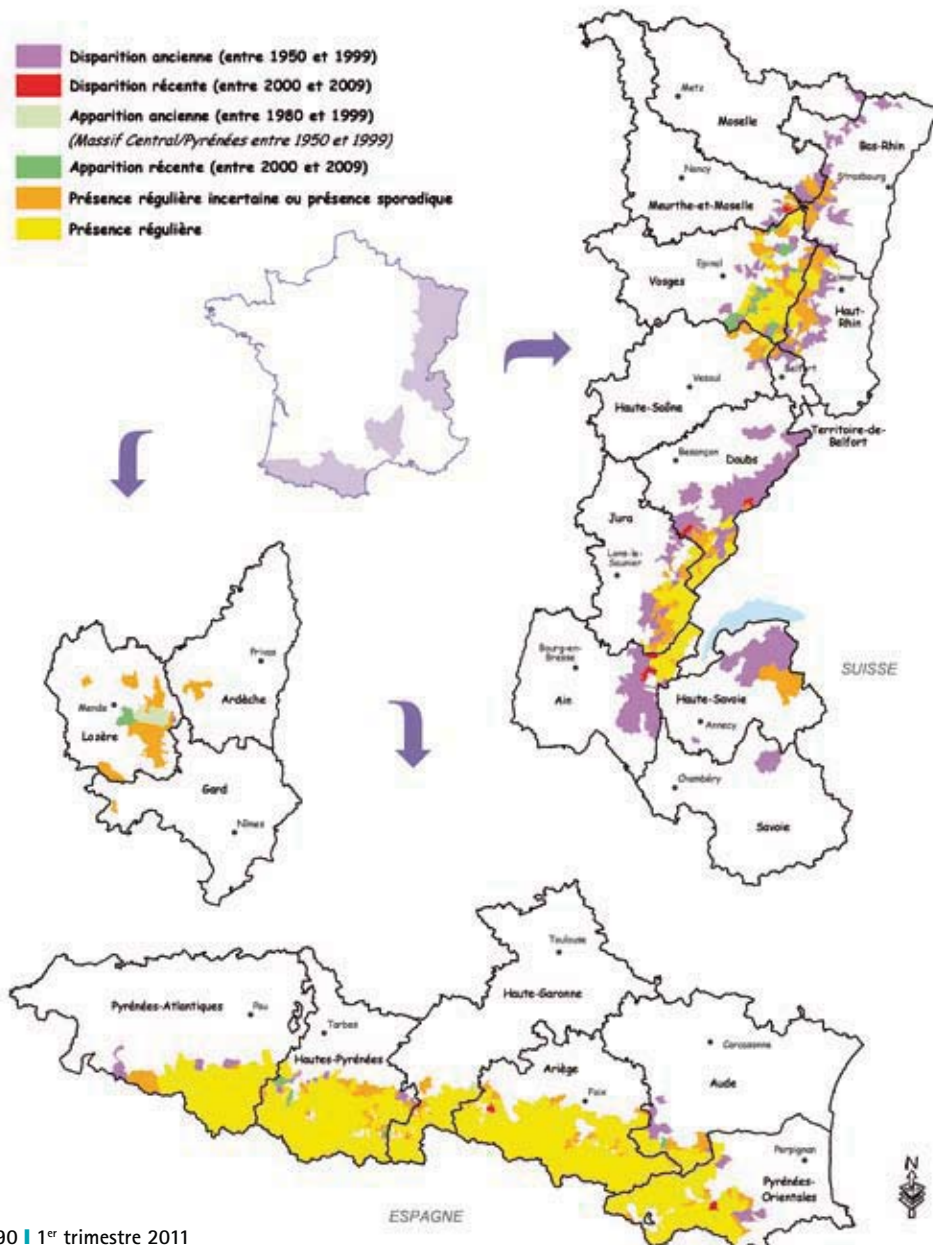 Disparition ancienne (entre 1950 et 1999)
Disparition récente (entre 2000 et 2009)
Apparition ancienne (entre 1980 et 1999)
(Massif Central/Pyrénées entre 1950 et 1999)
Apparition récente (entre 2000 et 2009)
Présence régulière incertaine ou présence sporadique
Présence régulière
Metz
Moselle
Bas-Rhin
Strasbourg
Nancy
Meurthe-et-Moselle
Epinal
Vosges
Haut-
Rhin
Belfort
Vesoul
Haute-Saône
Territoire-de-
Belfort
Besançon
Doubs
Jura
Lons-le-
Saunier
Bourg-en-
Bresse
SUISSE
Ain
Haute-Savoie
Annecy
Chambéry
Savoie
Privas
Ardèche
Mende
Lozère
Gard
Nîmes
Toulouse
Haute-Garonne
Pyrénées-Atlantiques
Pau
Tarbes
Hautes-Pyrénées
Ariège
Foix
Carcassonne
Aude
Perpignan
Pyrénées-
Orientales
N
ESPAGNE
90 | 1er trimestre 2011